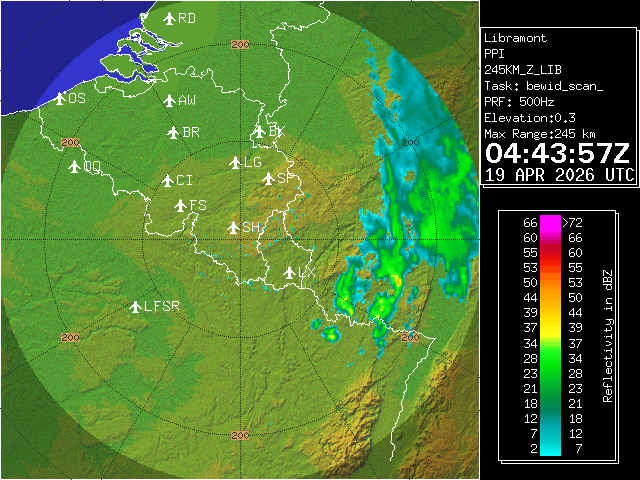 RD
200
OS
AW
BR
BK
200
200
QQ
LG
CI
SP
FS
SH
LX
LFSR
200
200
200
Libramont
PPI
245KM_Z_LIB
Task: bewid_scan_
PRF: 500Hz
Elevation:0.3
Max Range:245 km
04:43:57Z
19 APR 2026 UTC
66 >72
60 66
55 60
53 55
50 53
44 50
39 44
37 39
34 37
28 34
23 28
21 23
18 21
12 18
7 12
2 7
Reflectivity in dBZ